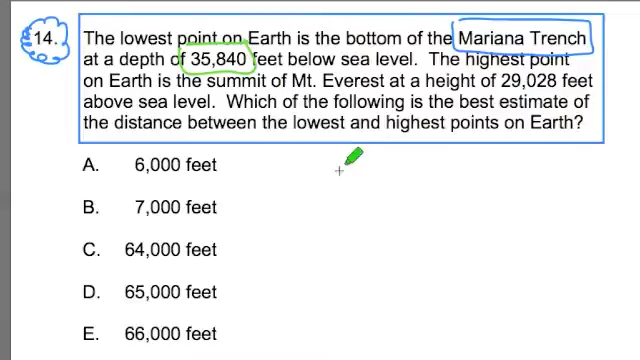 14. The lowest point on Earth is the bottom of the Mariana Trench
at a depth of 35,840 feet below sea level. The highest point
on Earth is the summit of Mt. Everest at a height of 29,028 feet
above sea level. Which of the following is the best estimate of
the distance between the lowest and highest points on Earth?
A. 6,000 feet
B. 7,000 feet
C. 64,000 feet
D. 65,000 feet
E. 66,000 feet